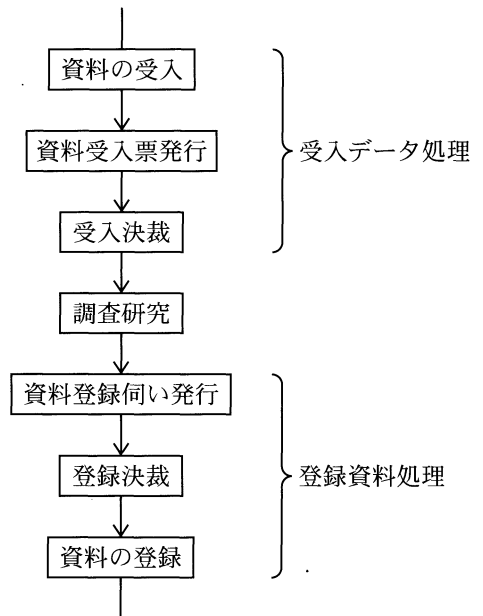 資料の受入
資料受入票発行
受入データ処理
受入決裁
調査研究
資料登録伺い発行
登録決裁
登録資料処理
資料の登録